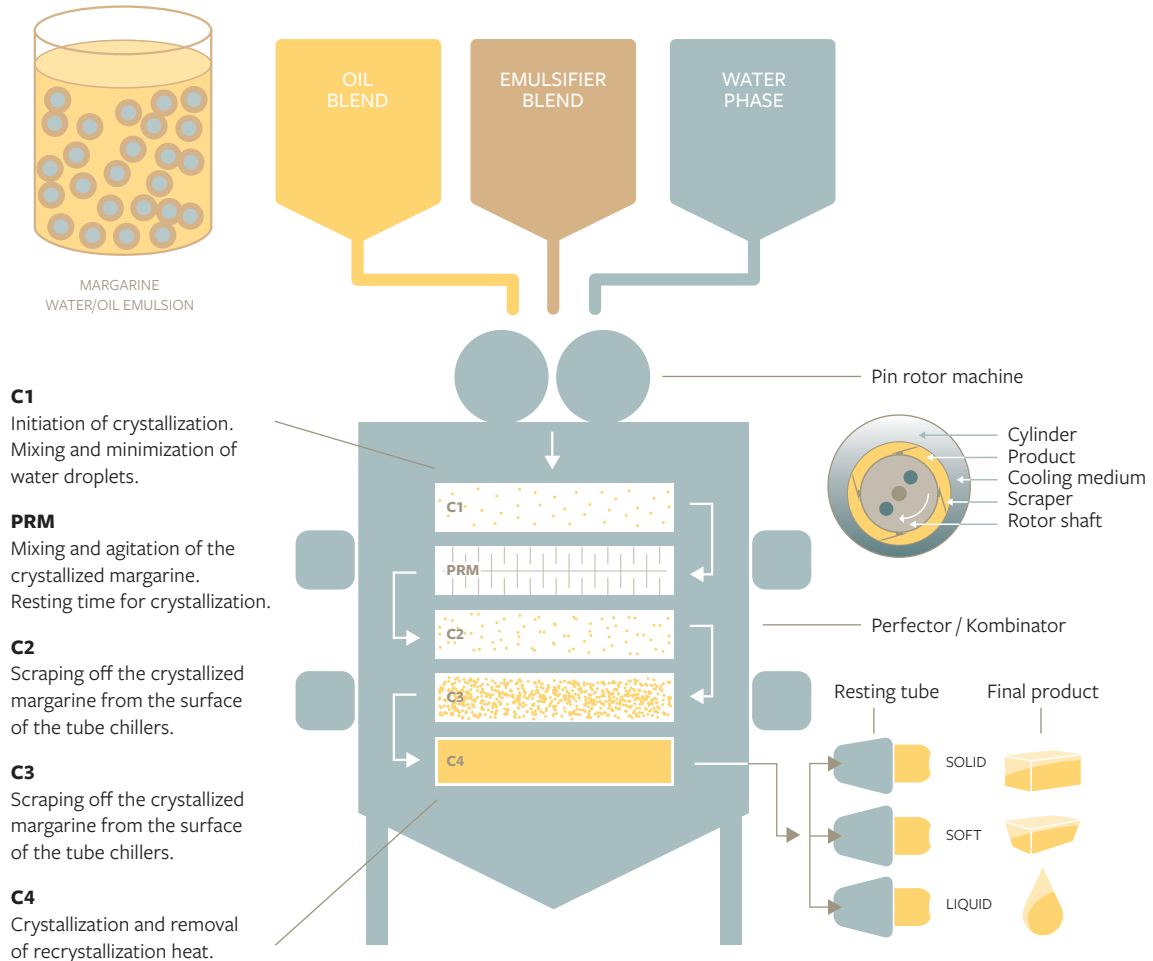 OIL
BLEND
EMULSIFIER
BLEND
WATER
PHASE
MARGARINE
WATER/OIL EMULSION
Pin rotor machine
C1
Initiation of crystallization.
Mixing and minimization of
water droplets.
PRM
Mixing and agitation of the
crystallized margarine.
Resting time for crystallization.
C2
Scraping off the crystallized
margarine from the surface
of the tube chillers.
C3
Scraping off the crystallized
margarine from the surface
of the tube chillers.
C4
Crystallization and removal
of recrystallization heat.
C1
PRM
C2
C3
C4
Cylinder
Product
Cooling medium
Scraper
Rotor shaft
Perfector / Kombinator
Resting tube
Final product
SOLID
SOFT
LIQUID